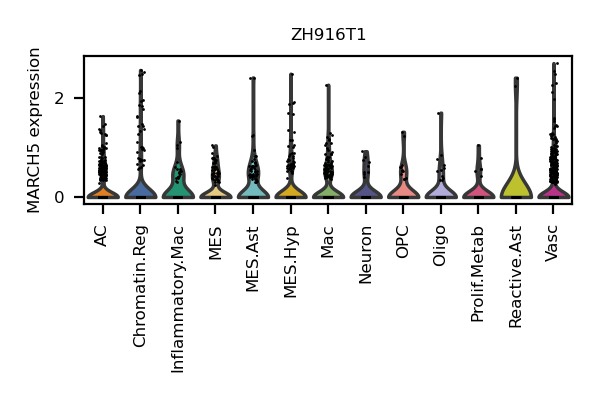 ZH916T1
MARCH5 expression
2
0
AC
Chromatin.Reg
Inflammatory.Mac
MES
MES.Ast
MES.Hyp
Mac
Neuron
OPC
Oligo
Prolif.Metab
Reactive.Ast
Vasc